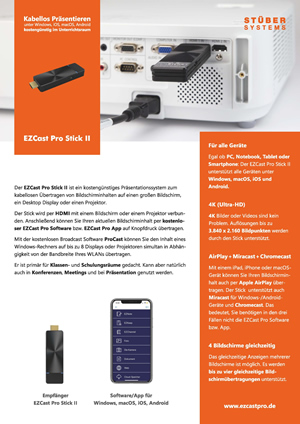 Kabellos Präsentieren
unter Windows, iOS, macOS, Android
kostengünstig im Unterrichtsraum
STÜBER
SYSTEMS
EZCast Pro Stick II
Der EZCast Pro Stick II ist ein kostengünstiges Präsentationssystem zum
kabellosen Übertragen von Bildschirminhalten auf einen großen Bildschirm,
ein Desktop Display oder einen Projektor.
Der Stick wird per HDMI mit einem Bildschirm oder einem Projektor verbun-
den. Anschließend können Sie Ihren aktuellen Bildschirminhalt per kostenlo-
ser EZCast Pro Software bzw. EZCast Pro App auf Knopfdruck übertragen.
Mit der kostenlosen Broadcast Software ProCast können Sie den Inhalt eines
Windows-Rechners auf bis zu 8 Displays oder Projektoren simultan in Abhän-
gigkeit von der Bandbreite Ihres WLANs übertragen.
Er ist primär für Klassen- und Schulungsräume gedacht. Kann aber natürlich
auch in Konferenzen, Meetings und bei Präsentation genutzt werden.
Empfänger
EZCast Pro Stick II
Software/App für
Windows, macOS, iOS, Android
Für alle Geräte
Egal ob PC, Notebook, Tablet oder
Smartphone: Der EZCast Pro Stick II
unterstützt alle Geräten unter
Windows, macOS, iOS und
Android.
4K (Ultra-HD)
4K Bilder oder Videos sind kein
Problem. Auflösungen bis zu
3.840 x 2.160 Bildpunkten werden
durch den Stick unterstützt.
AirPlay + Miracast + Chromecast
Mit einem iPad, iPhone oder macOS-
Gerät können Sie Ihren Bildschirmin-
halt auch per Apple AirPlay über-
tragen. Der Stick unterstützt auch
Miracast für Windows-/Android-
Geräte und Chromecast. Das
bedeutet, Sie benötigen in den drei
Fällen nicht die EZCast Pro Software
bzw. App.
4 Bildschirme gleichzeitig
Das gleichzeitige Anzeigen mehrerer
Bildschirme ist möglich. Es werden
bis zu vier gleichzeitige Bild-
schirmübertragungen unterstützt.
www.ezcastpro.de